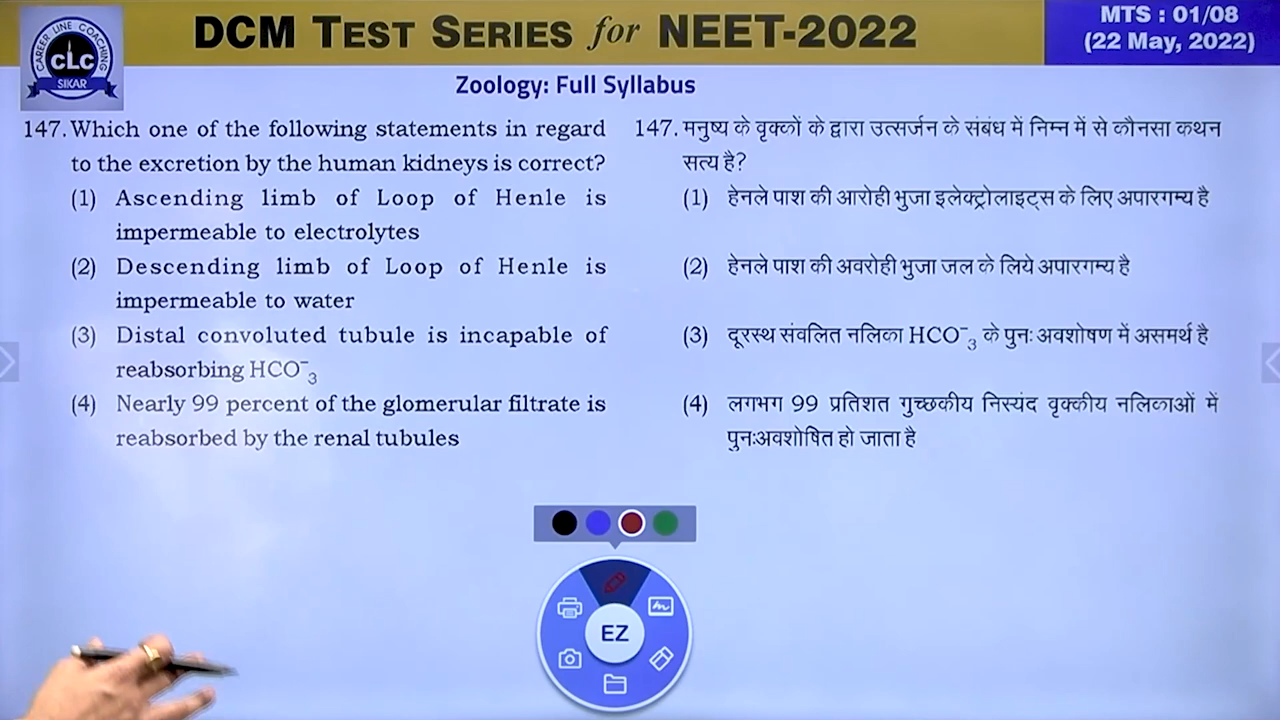 DCM TEST SERIES for NEET-2022
MTS : 01/08
(22 May, 2022)
CAREER LINE COACHING
CLC
SIKAR
Zoology: Full Syllabus
147. Which one of the following statements in regard
to the excretion by the human kidneys is correct?
(1) Ascending limb of Loop of Henle is
impermeable to electrolytes
(2) Descending limb of Loop of Henle is
impermeable to water
(3) Distal convoluted tubule is incapable of
reabsorbing HCO⁻₃
(4) Nearly 99 percent of the glomerular filtrate is
reabsorbed by the renal tubules
147. मनुष्य के वृक्कों के द्वारा उत्सर्जन के संबंध में निम्न में से कौनसा कथन
सत्य है?
(1) हेनले पाश की आरोही भुजा इलेक्ट्रोलाइट्स के लिए अपारगम्य है
(2) हेनले पाश की अवरोही भुजा जल के लिये अपारगम्य है
(3) दूरस्थ संवलित नलिका HCO⁻₃ के पुनः अवशोषण में असमर्थ है
(4) लगभग 99 प्रतिशत गुच्छकीय निस्यंद वृक्कीय नलिकाओं में
पुनःअवशोषित हो जाता है
EZ